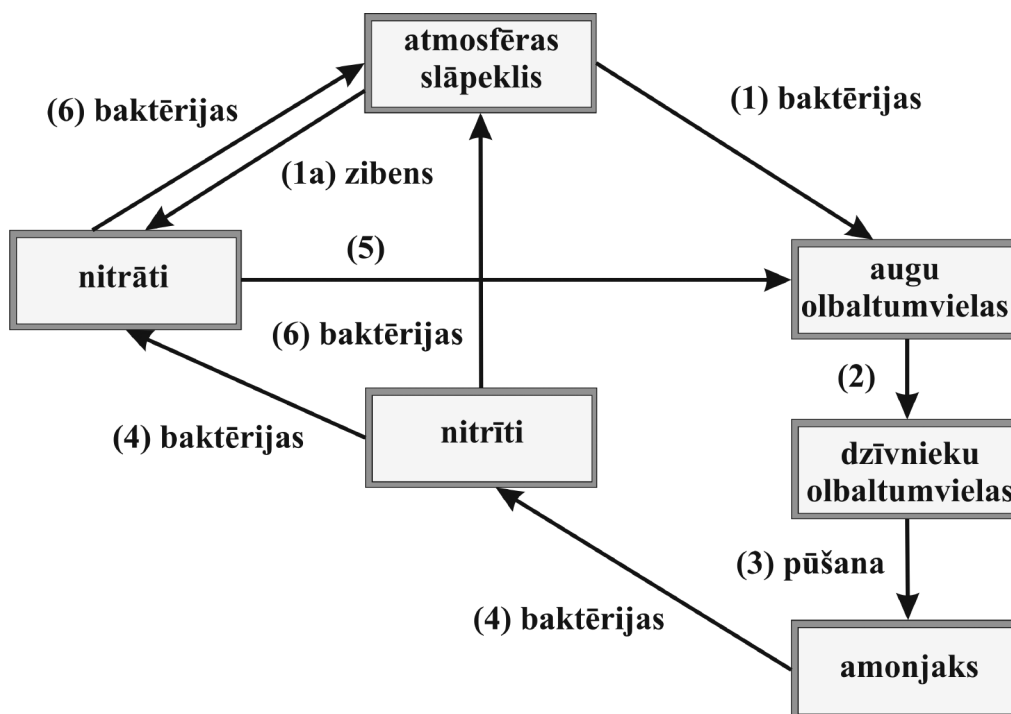 atmosfēras
slāpeklis
(6) baktērijas
(1) baktērijas
(1a) zibens
nitrāti
(5)
augu
olbaltumvielas
(6) baktērijas
(2)
(4) baktērijas
nitrīti
dzīvnieku
olbaltumvielas
(3) pūšana
(4) baktērijas
amonjaks